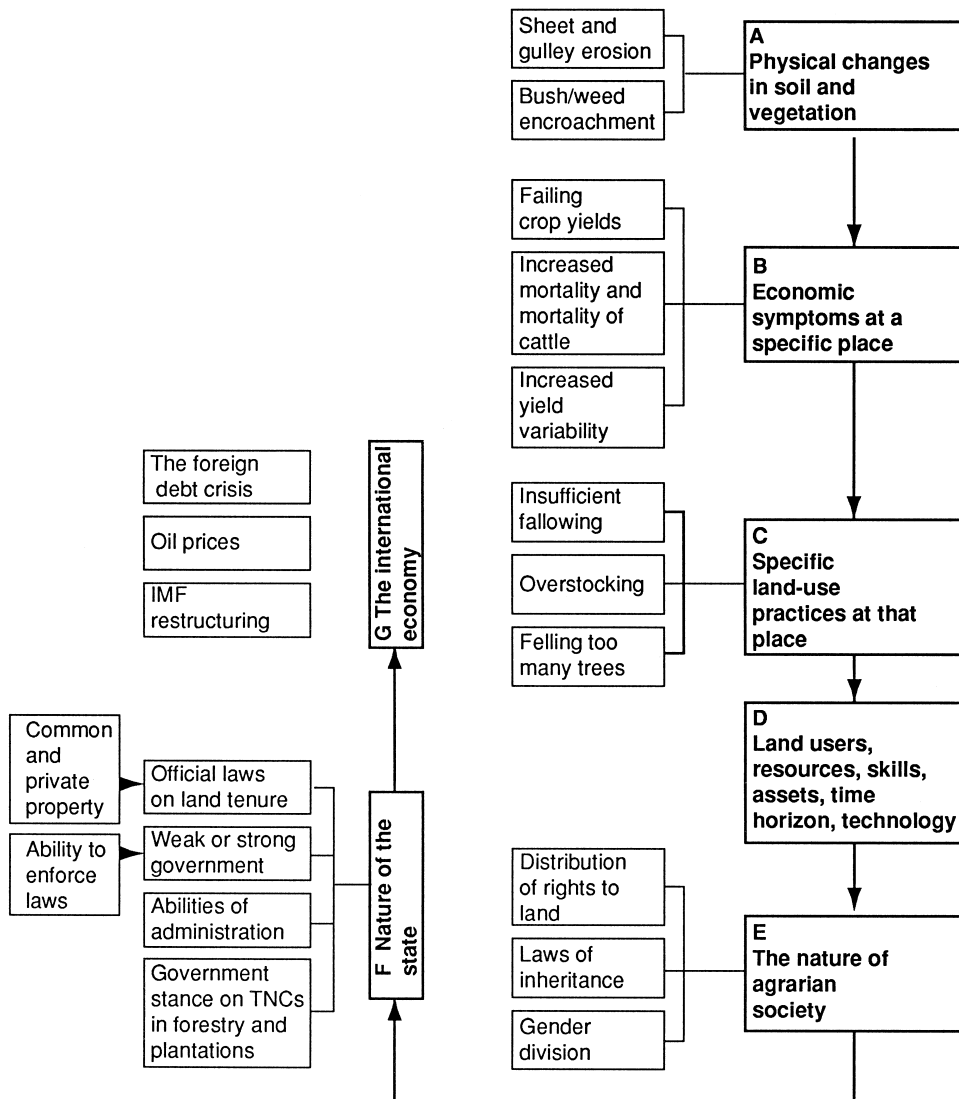 Sheet and
gulley erosion
Bush/weed
encroachment
A
Physical changes
in soil and
vegetation
Failing
crop yields
Increased
mortality and
mortality of
cattle
Increased
yield
variability
B
Economic
symptoms at a
specific place
Insufficient
fallowing
Overstocking
Felling too
many trees
C
Specific
land-use
practices at that
place
D
Land users,
resources, skills,
assets, time
horizon, technology
Distribution
of rights to
land
Laws of
inheritance
Gender
division
E
The nature of
agrarian
society
Common
and
private
property
Ability to
enforce
laws
Official laws
on land tenure
Weak or strong
government
Abilities of
administration
Government
stance on TNCs
in forestry and
plantations
F Nature of the
state
The foreign
debt crisis
Oil prices
IMF
restructuring
G The international
economy